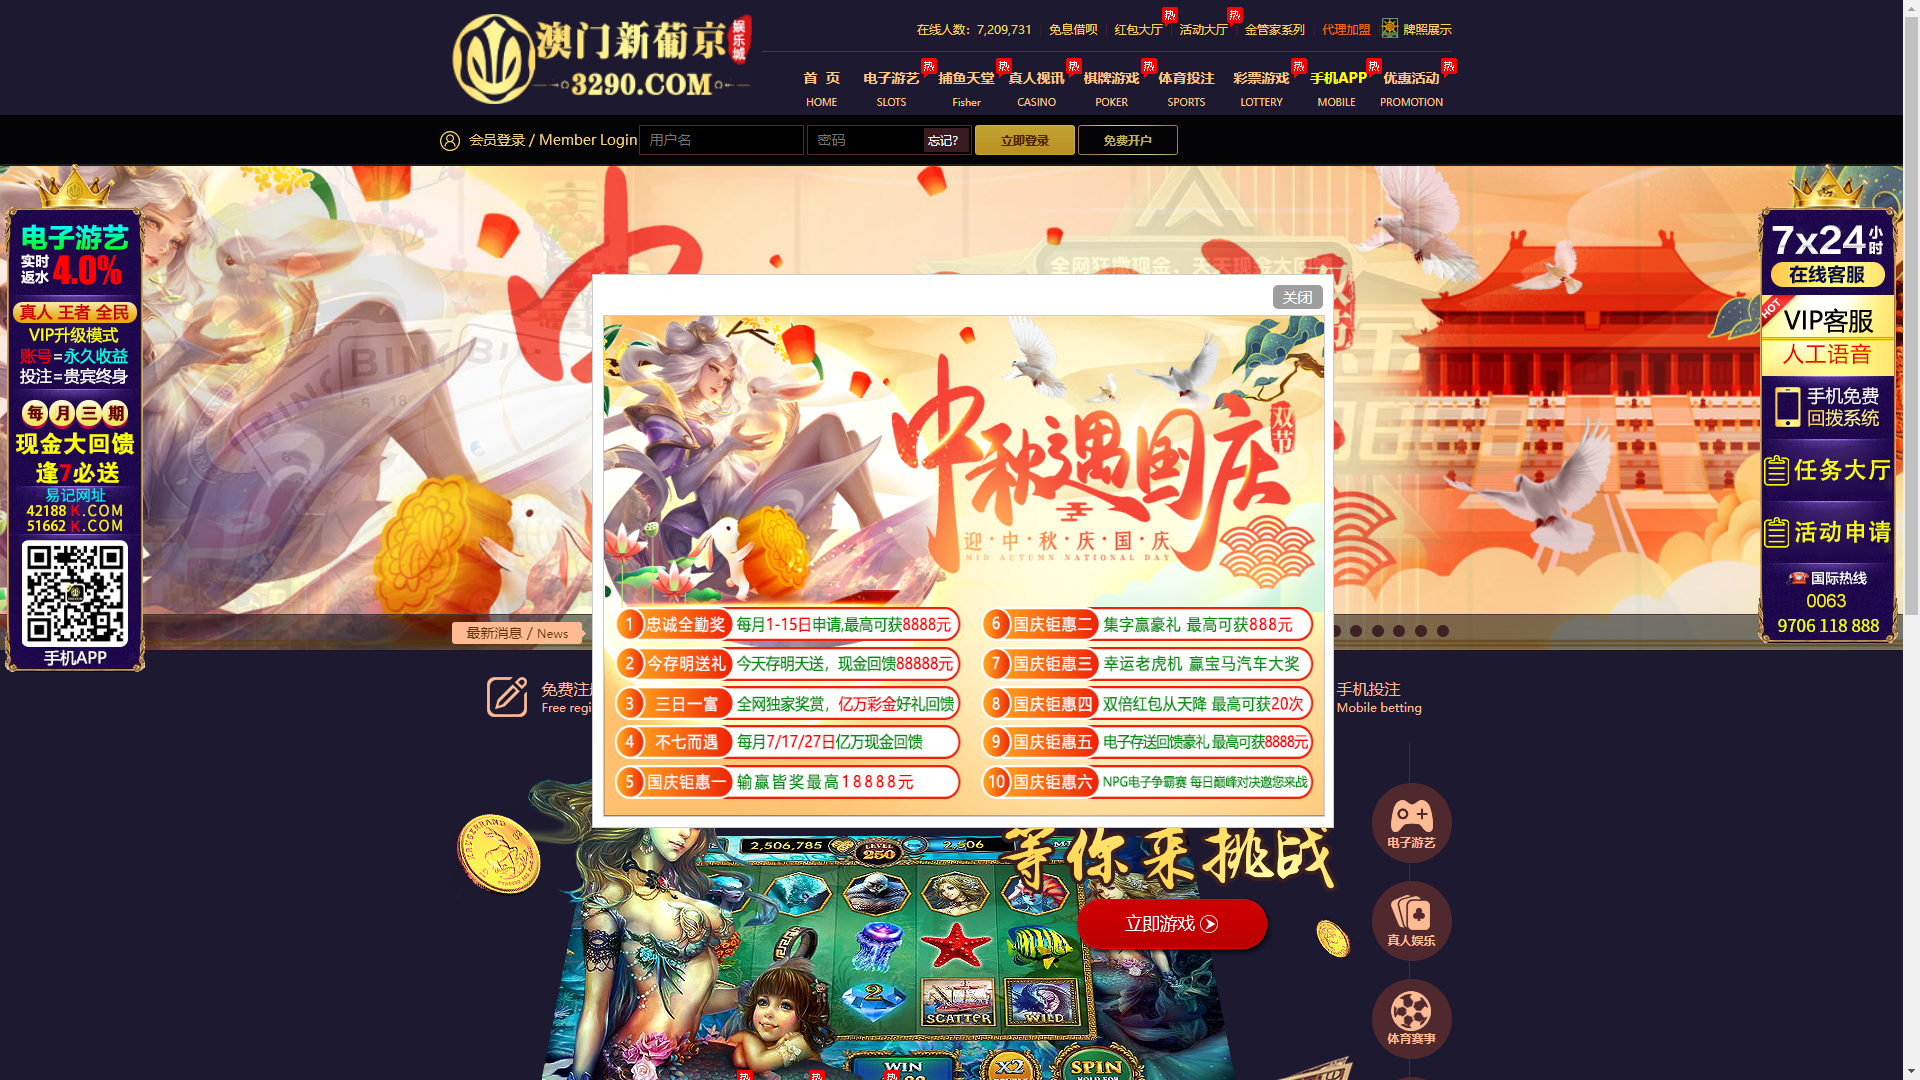 澳门新葡京
娱乐城
3290.COM
在线人数：7,209,731
免息借呗
红包大厅
热
活动大厅
热
金管家系列
代理加盟
牌照展示
首 页
HOME
电子游艺
热
SLOTS
捕鱼天堂
热
Fisher
真人视讯
热
CASINO
棋牌游戏
热
POKER
体育投注
SPORTS
彩票游戏
热
LOTTERY
手机APP
热
MOBILE
优惠活动
热
PROMOTION
会员登录 / Member Login
用户名
密码
忘记?
立即登录
免费开户
电子游艺
实时
返水
4.0%
真人 王者 全民
VIP升级模式
账号=永久收益
投注=贵宾终身
每月三期
现金大回馈
逢7必送
易记网址
42188 K.COM
51662 K.COM
手机APP
全网狂撒现金，天天现金大回馈
关闭
中秋遇国庆
双节
迎·中·秋·庆·国·庆
MID AUTUMN NATIONAL DAY
1 忠诚全勤奖 每月1-15日申请,最高可获8888元
2 今存明送礼 今天存明天送，现金回馈88888元
3 三日一富 全网独家奖赏，亿万彩金好礼回馈
4 不七而遇 每月7/17/27日亿万现金回馈
5 国庆钜惠一 输赢皆奖最高18888元
6 国庆钜惠二 集字赢豪礼 最高可获888元
7 国庆钜惠三 幸运老虎机 赢宝马汽车大奖
8 国庆钜惠四 双倍红包从天降 最高可获20次
9 国庆钜惠五 电子存送回馈豪礼 最高可获8888元
10 国庆钜惠六 NPG电子争霸赛 每日巅峰对决邀您来战
7x24小时
在线客服
HOT
VIP客服
人工语音
手机免费
回拨系统
任务大厅
活动申请
国际热线
0063
9706 118 888
最新消息 / News
免费注
Free regi
手机投注
Mobile betting
2,506,785
LEVEL
250
2,506
等你来挑战
立即游戏
KRUGERRAND
2
SCATTER
WILD
WIN
X2
SPIN
HOLD FOR
热
热
热
电子游艺
真人娱乐
体育赛事